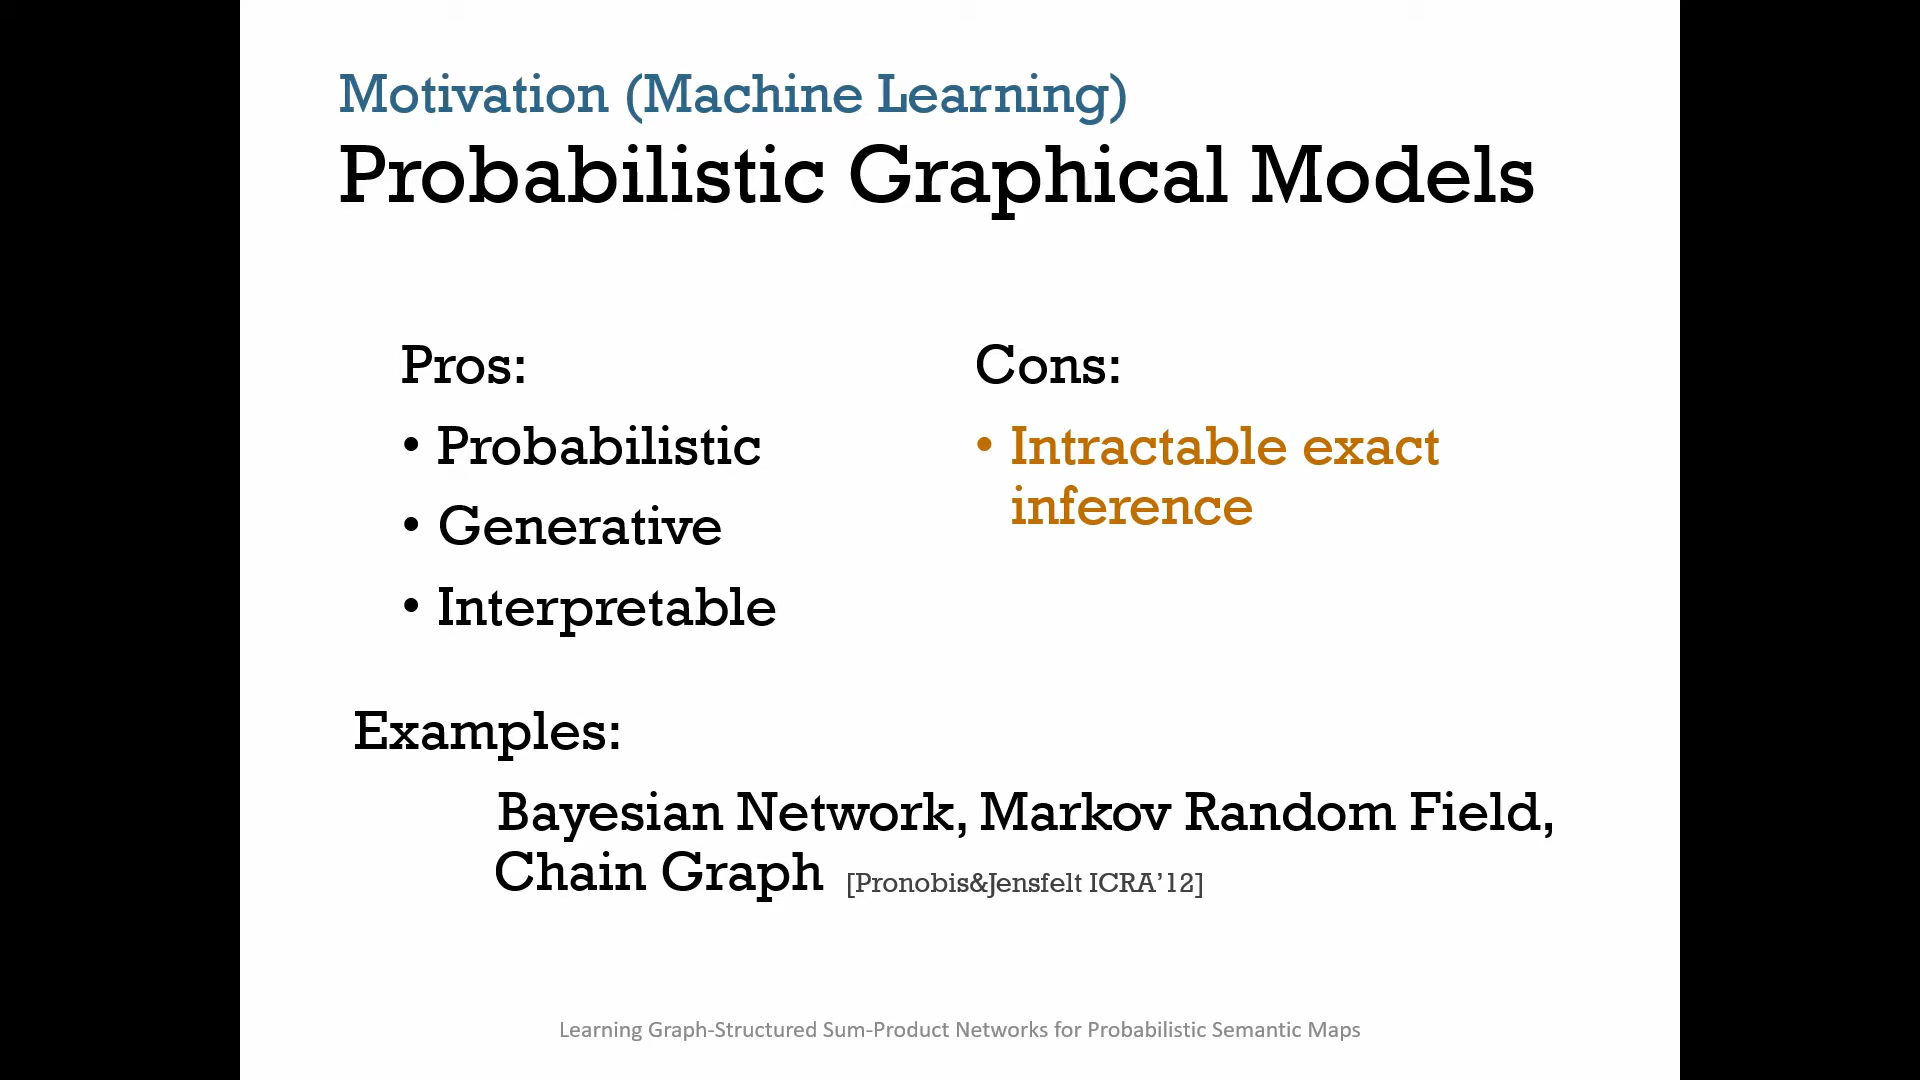 Motivation (Machine Learning)
Probabilistic Graphical Models
Pros:
• Probabilistic
• Generative
• Interpretable
Cons:
• Intractable exact
inference
Examples:
Bayesian Network, Markov Random Field,
Chain Graph [Pronobis&Jensfelt ICRA’12]
Learning Graph-Structured Sum-Product Networks for Probabilistic Semantic Maps